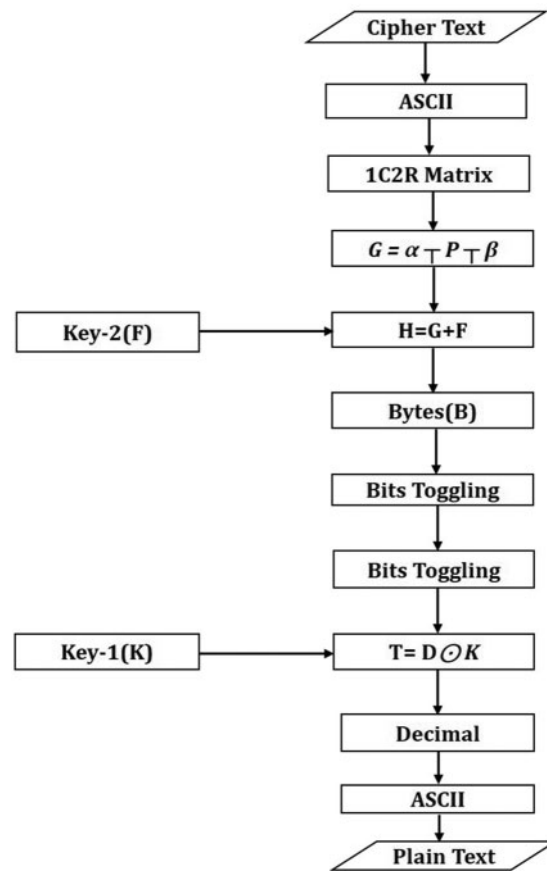 Cipher Text
ASCII
1C2R Matrix
G = α ┬ P ┬ β
Key-2(F)
H=G+F
Bytes(B)
Bits Toggling
Bits Toggling
Key-1(K)
T= D⊙K
Decimal
ASCII
Plain Text